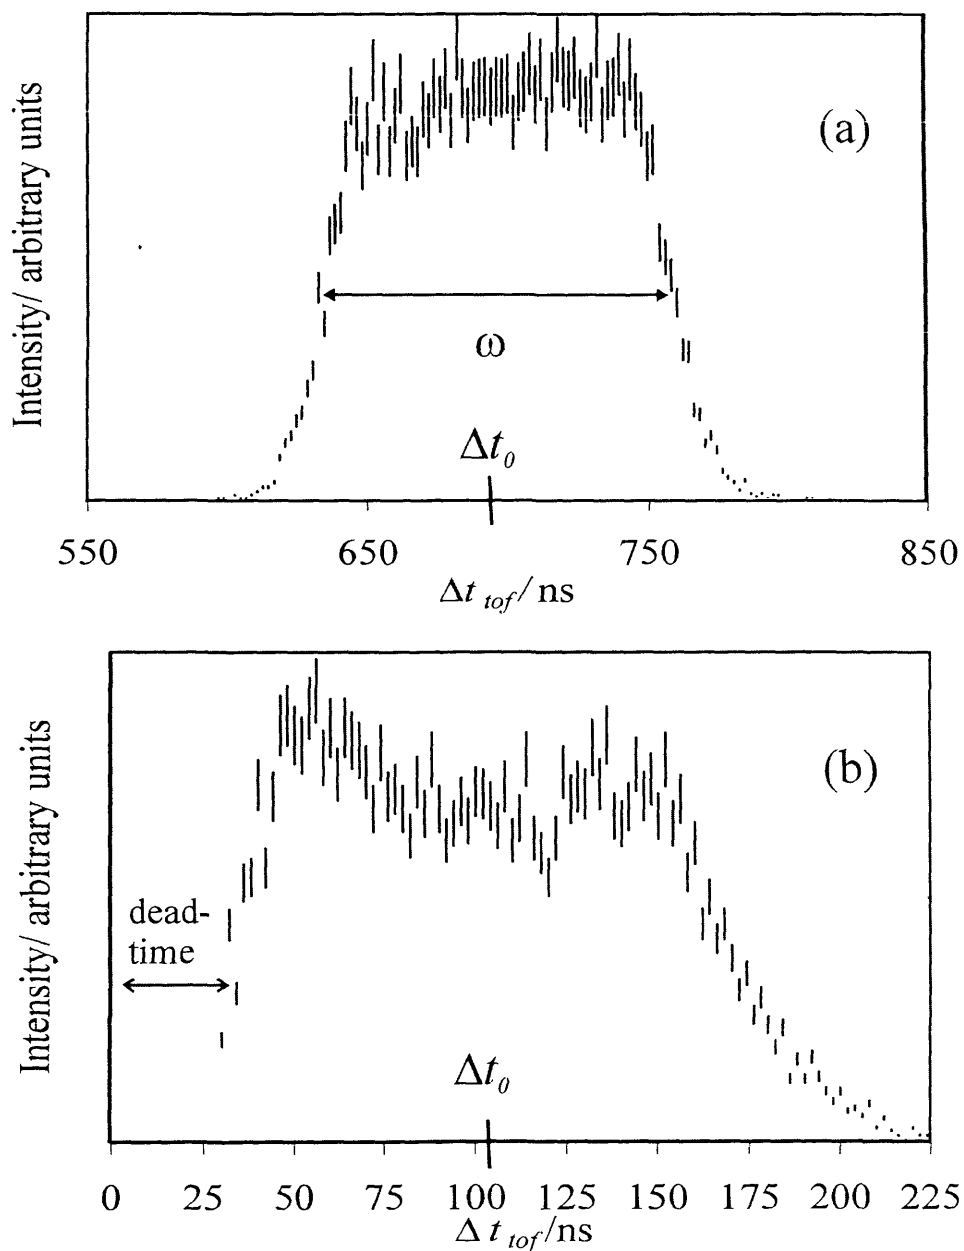 Intensity/ arbitrary units
(a)
ω
Δt₀
550 650 750 850
Δt tof / ns
Intensity/ arbitrary units
(b)
dead-
time
Δt₀
0 25 50 75 100 125 150 175 200 225
Δ t tof /ns